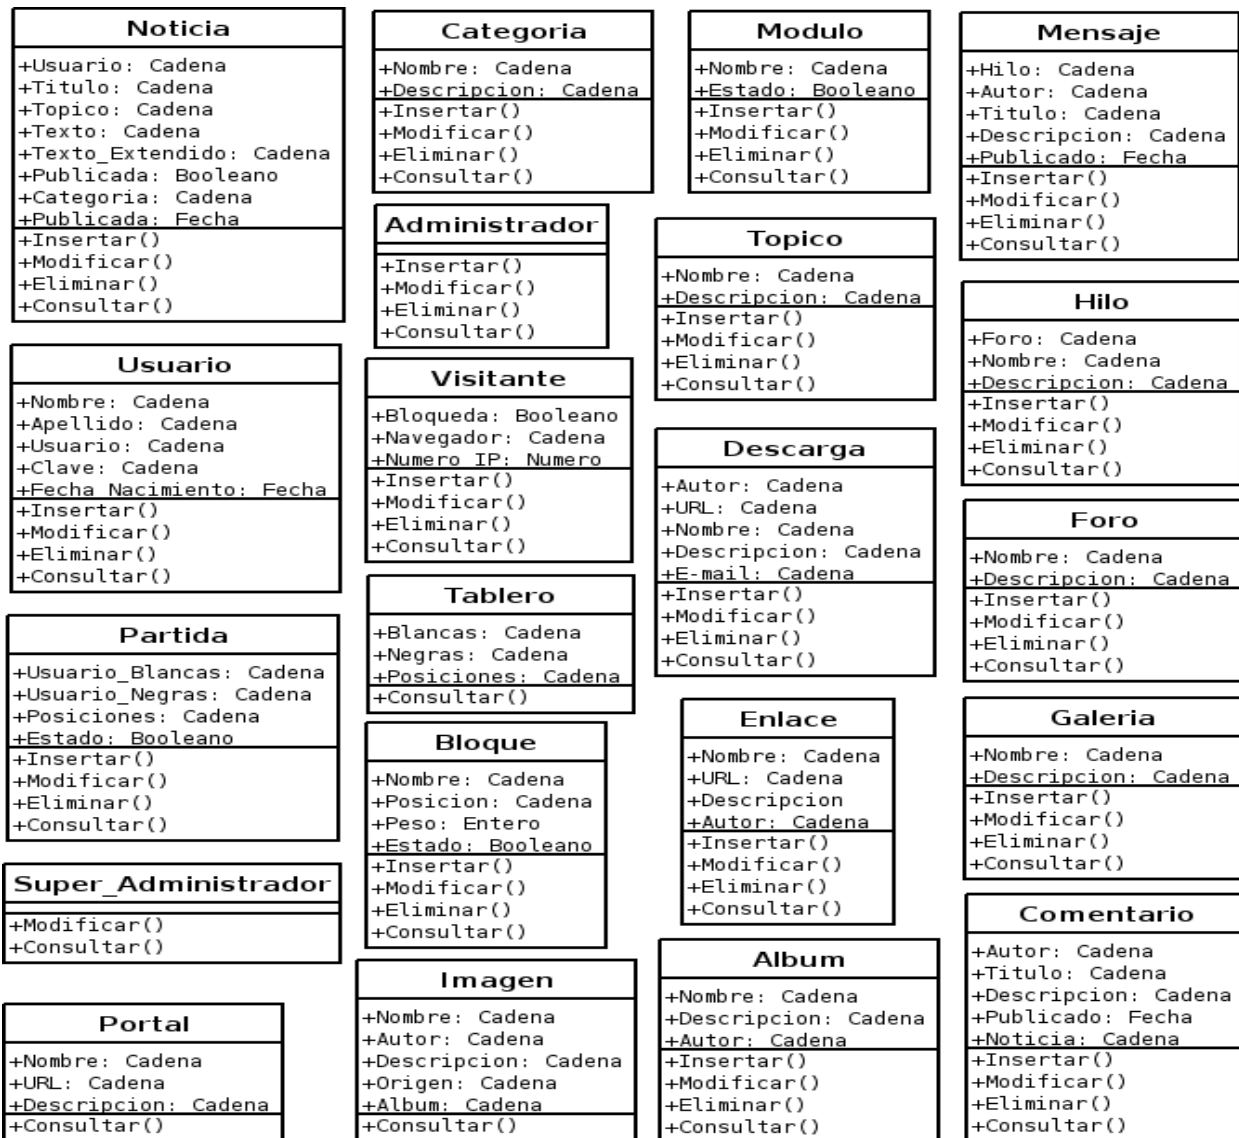 Noticia
+Usuario: Cadena
+Titulo: Cadena
+Topico: Cadena
+Texto: Cadena
+Texto_Extendido: Cadena
+Publicada: Booleano
+Categoria: Cadena
+Publicada: Fecha
+Insertar()
+Modificar()
+Eliminar()
+Consultar()
Usuario
+Nombre: Cadena
+Apellido: Cadena
+Usuario: Cadena
+Clave: Cadena
+Fecha_Nacimiento: Fecha
+Insertar()
+Modificar()
+Eliminar()
+Consultar()
Partida
+Usuario_Blancas: Cadena
+Usuario_Negras: Cadena
+Posiciones: Cadena
+Estado: Booleano
+Insertar()
+Modificar()
+Eliminar()
+Consultar()
Super_Administrador
+Modificar()
+Consultar()
Portal
+Nombre: Cadena
+URL: Cadena
+Descripcion: Cadena
+Consultar()
Categoria
+Nombre: Cadena
+Descripcion: Cadena
+Insertar()
+Modificar()
+Eliminar()
+Consultar()
Administrador
+Insertar()
+Modificar()
+Eliminar()
+Consultar()
Visitante
+Bloqueda: Booleano
+Navegador: Cadena
+Numero_IP: Numero
+Insertar()
+Modificar()
+Eliminar()
+Consultar()
Tablero
+Blancas: Cadena
+Negras: Cadena
+Posiciones: Cadena
+Consultar()
Bloque
+Nombre: Cadena
+Posicion: Cadena
+Peso: Entero
+Estado: Booleano
+Insertar()
+Modificar()
+Eliminar()
+Consultar()
Imagen
+Nombre: Cadena
+Autor: Cadena
+Descripcion: Cadena
+Origen: Cadena
+Album: Cadena
+Consultar()
Modulo
+Nombre: Cadena
+Estado: Booleano
+Insertar()
+Modificar()
+Eliminar()
+Consultar()
Topico
+Nombre: Cadena
+Descripcion: Cadena
+Insertar()
+Modificar()
+Eliminar()
+Consultar()
Descarga
+Autor: Cadena
+URL: Cadena
+Nombre: Cadena
+Descripcion: Cadena
+E-mail: Cadena
+Insertar()
+Modificar()
+Eliminar()
+Consultar()
Enlace
+Nombre: Cadena
+URL: Cadena
+Descripcion
+Autor: Cadena
+Insertar()
+Modificar()
+Eliminar()
+Consultar()
Album
+Nombre: Cadena
+Descripcion: Cadena
+Autor: Cadena
+Insertar()
+Modificar()
+Eliminar()
+Consultar()
Mensaje
+Hilo: Cadena
+Autor: Cadena
+Titulo: Cadena
+Descripcion: Cadena
+Publicado: Fecha
+Insertar()
+Modificar()
+Eliminar()
+Consultar()
Hilo
+Foro: Cadena
+Nombre: Cadena
+Descripcion: Cadena
+Insertar()
+Modificar()
+Eliminar()
+Consultar()
Foro
+Nombre: Cadena
+Descripcion: Cadena
+Insertar()
+Modificar()
+Eliminar()
+Consultar()
Galeria
+Nombre: Cadena
+Descripcion: Cadena
+Insertar()
+Modificar()
+Eliminar()
+Consultar()
Comentario
+Autor: Cadena
+Titulo: Cadena
+Descripcion: Cadena
+Publicado: Fecha
+Noticia: Cadena
+Insertar()
+Modificar()
+Eliminar()
+Consultar()